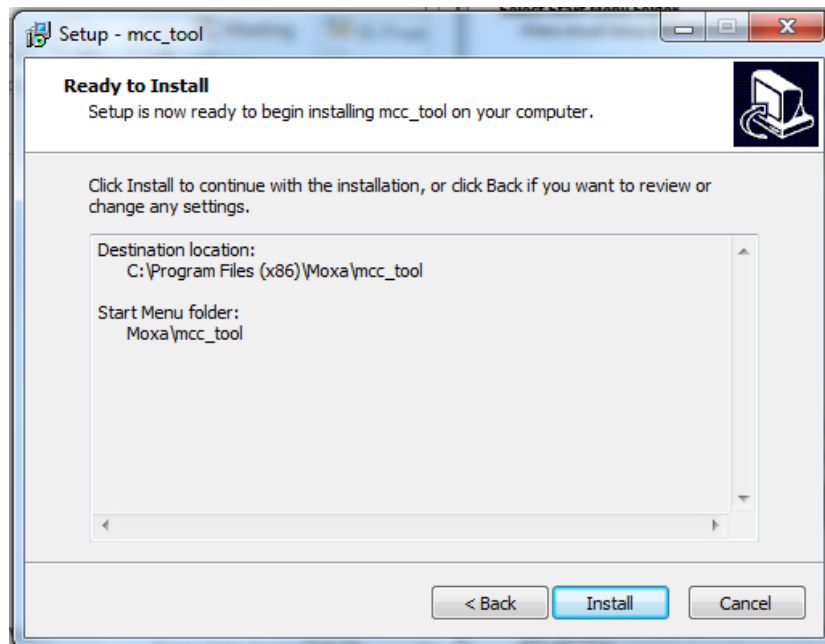 Setup - mcc_tool
Ready to Install
Setup is now ready to begin installing mcc_tool on your computer.
Click Install to continue with the installation, or click Back if you want to review or
change any settings.
Destination location:
C:\Program Files (x86)\Moxa\mcc_tool
Start Menu folder:
Moxa\mcc_tool
< Back
Install
Cancel